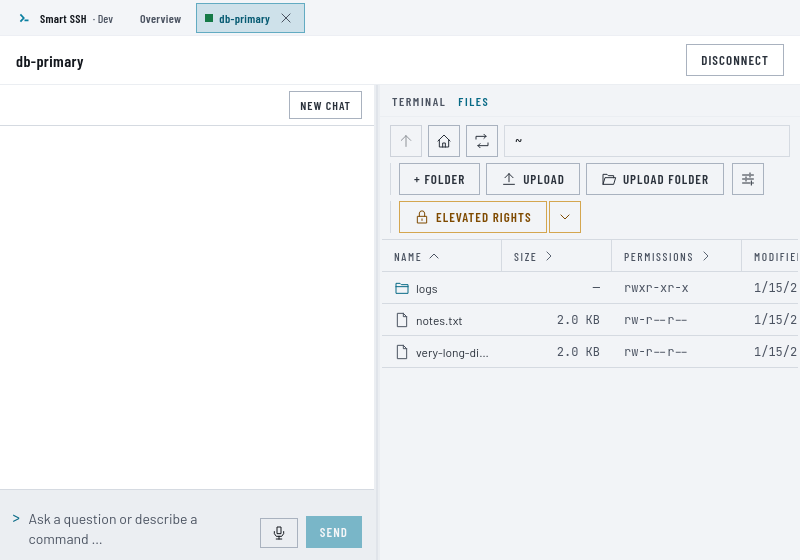 Smart SSH · Dev Overview db-primary
db-primary DISCONNECT
NEW CHAT
TERMINAL FILES
~
+ FOLDER UPLOAD UPLOAD FOLDER
ELEVATED RIGHTS
NAME SIZE PERMISSIONS MODIFIE
logs — rwxr-xr-x 1/15/2
notes.txt 2.0 KB rw-r--r-- 1/15/2
very-long-di... 2.0 KB rw-r--r-- 1/15/2
> Ask a question or describe a
command ...
SEND